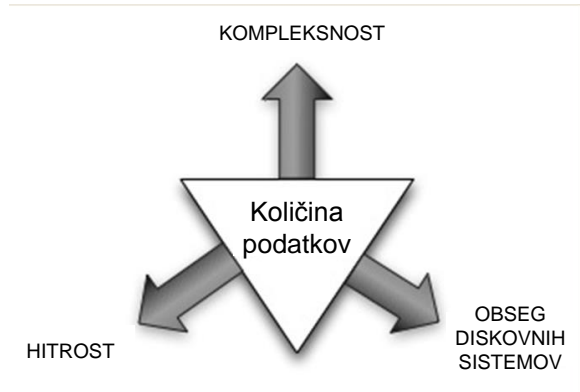 KOMPLEKSNOST
Količina
podatkov
HITROST
OBSEG
DISKOVNIH
SISTEMOV